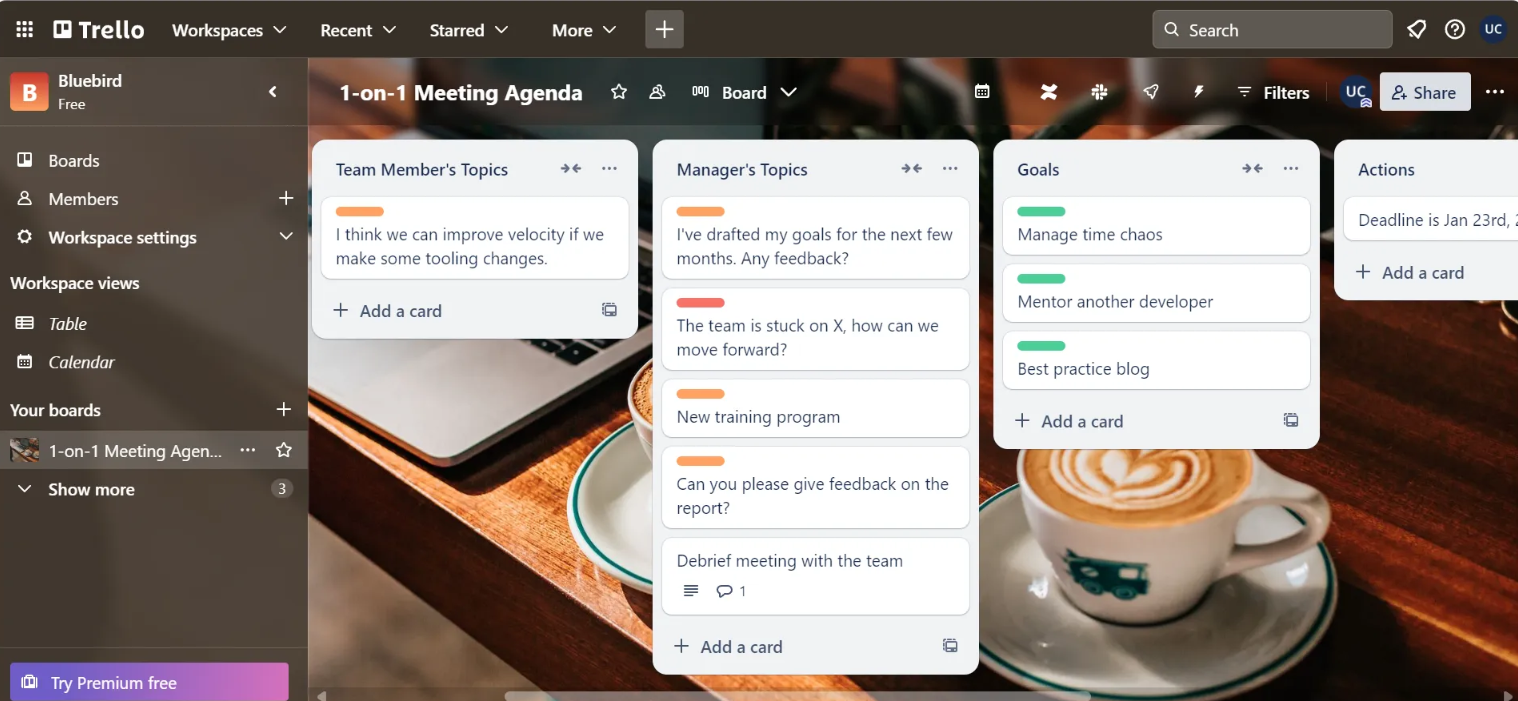 Trello
Workspaces
Recent
Starred
More
Search
UC
B
Bluebird
Free
1-on-1 Meeting Agenda
Board
Filters
UC
Share
Boards
Members
Workspace settings
Workspace views
Table
Calendar
Your boards
1-on-1 Meeting Agen...
Show more
3
Try Premium free
Team Member's Topics
I think we can improve velocity if we
make some tooling changes.
Add a card
Manager's Topics
I've drafted my goals for the next few
months. Any feedback?
The team is stuck on X, how can we
move forward?
New training program
Can you please give feedback on the
report?
Debrief meeting with the team
1
Add a card
Goals
Manage time chaos
Mentor another developer
Best practice blog
Add a card
Actions
Deadline is Jan 23rd,
Add a card